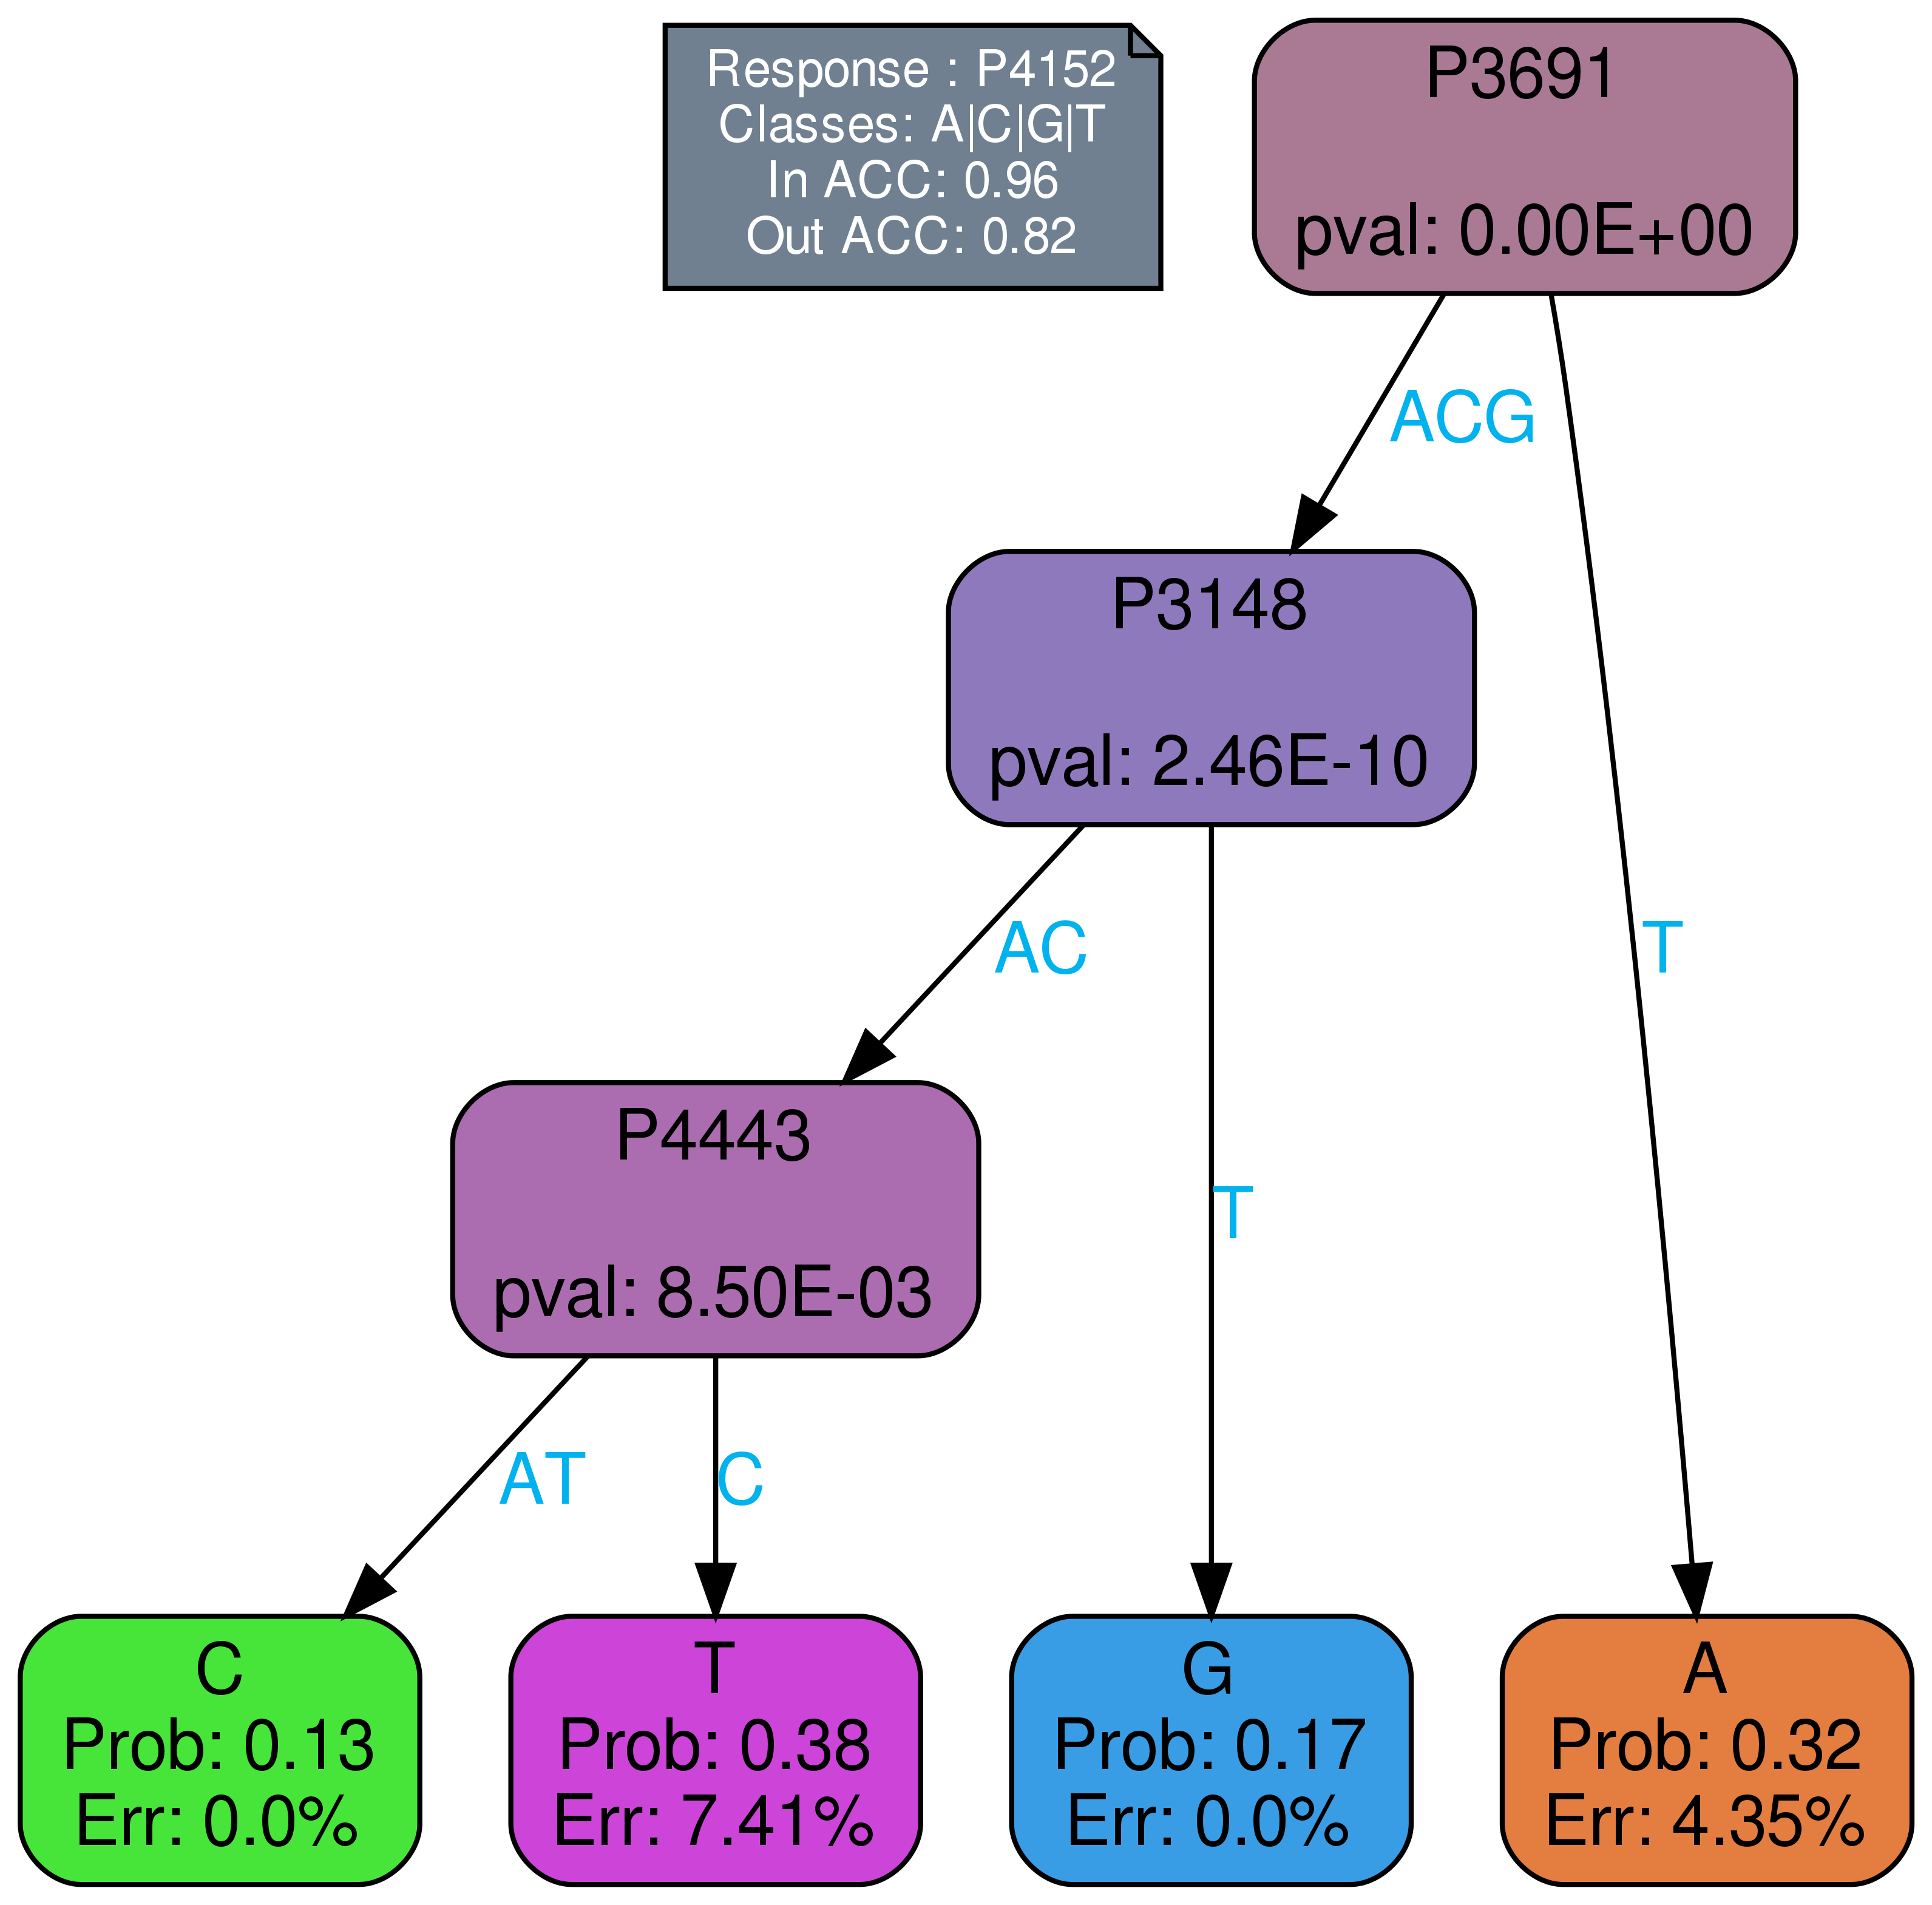 Response : P4152
Classes: A|C|G|T
In ACC: 0.96
Out ACC: 0.82
P3691
pval: 0.00E+00
ACG
P3148
pval: 2.46E-10
AC
T
P4443
pval: 8.50E-03
T
AT
C
C
Prob: 0.13
Err: 0.0%
T
Prob: 0.38
Err: 7.41%
G
Prob: 0.17
Err: 0.0%
A
Prob: 0.32
Err: 4.35%